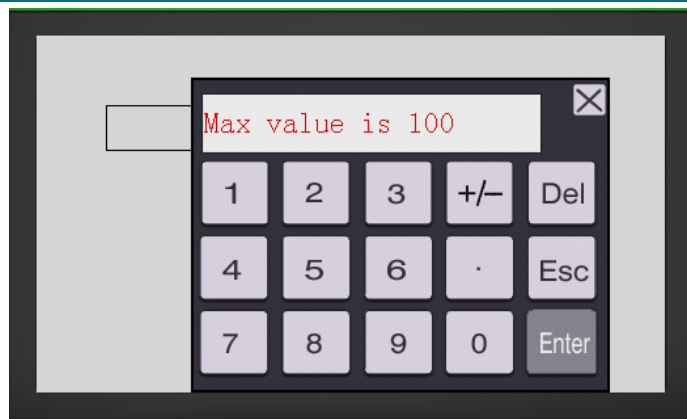 Max value is 100
1 2 3 +/− Del
4 5 6 . Esc
7 8 9 0 Enter